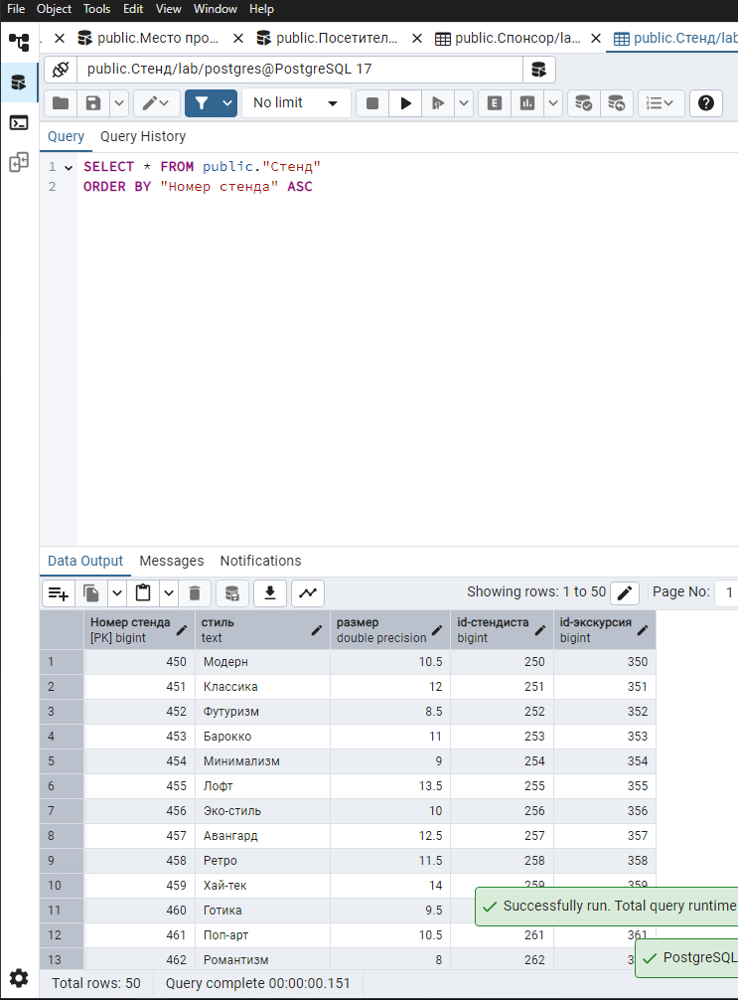 File Object Tools Edit View Window Help
public.Место про... public.Посетител... public.Спонсор/la... public.Стенд/lab
public.Стенд/lab/postgres@PostgreSQL 17
No limit
Query Query History
1 SELECT * FROM public."Стенд"
2 ORDER BY "Номер стенда" ASC
Data Output Messages Notifications
Showing rows: 1 to 50 Page No: 1
Номер стенда стиль размер id-стендиста id-экскурсия
[PK] bigint text double precision bigint bigint
1 450 Модерн 10.5 250 350
2 451 Классика 12 251 351
3 452 Футуризм 8.5 252 352
4 453 Барокко 11 253 353
5 454 Минимализм 9 254 354
6 455 Лофт 13.5 255 355
7 456 Эко-стиль 10 256 356
8 457 Авангард 12.5 257 357
9 458 Ретро 11.5 258 358
10 459 Хай-тек 14 259 359
11 460 Готика 9.5
Successfully run. Total query runtime
12 461 Поп-арт 10.5 261 361
13 462 Романтизм 8 262
PostgreSQL
Total rows: 50 Query complete 00:00:00.151